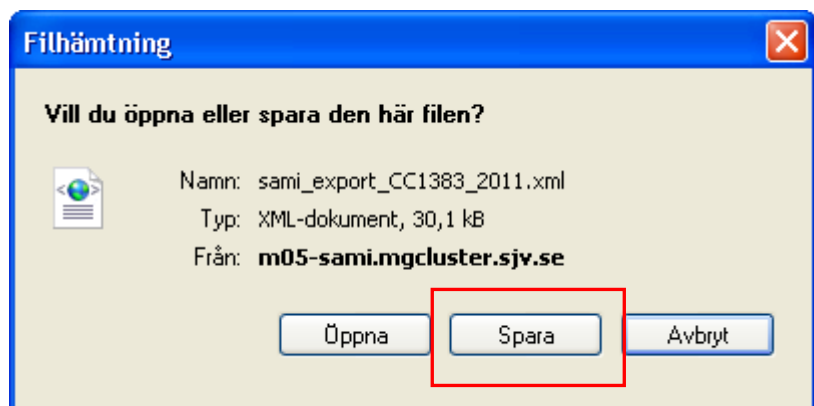 Filhämtning
Vill du öppna eller spara den här filen?
Namn: sami_export_CC1383_2011.xml
Typ: XML-dokument, 30,1 kB
Från: m05-sami.mgcluster.sjv.se
Öppna Spara Avbryt